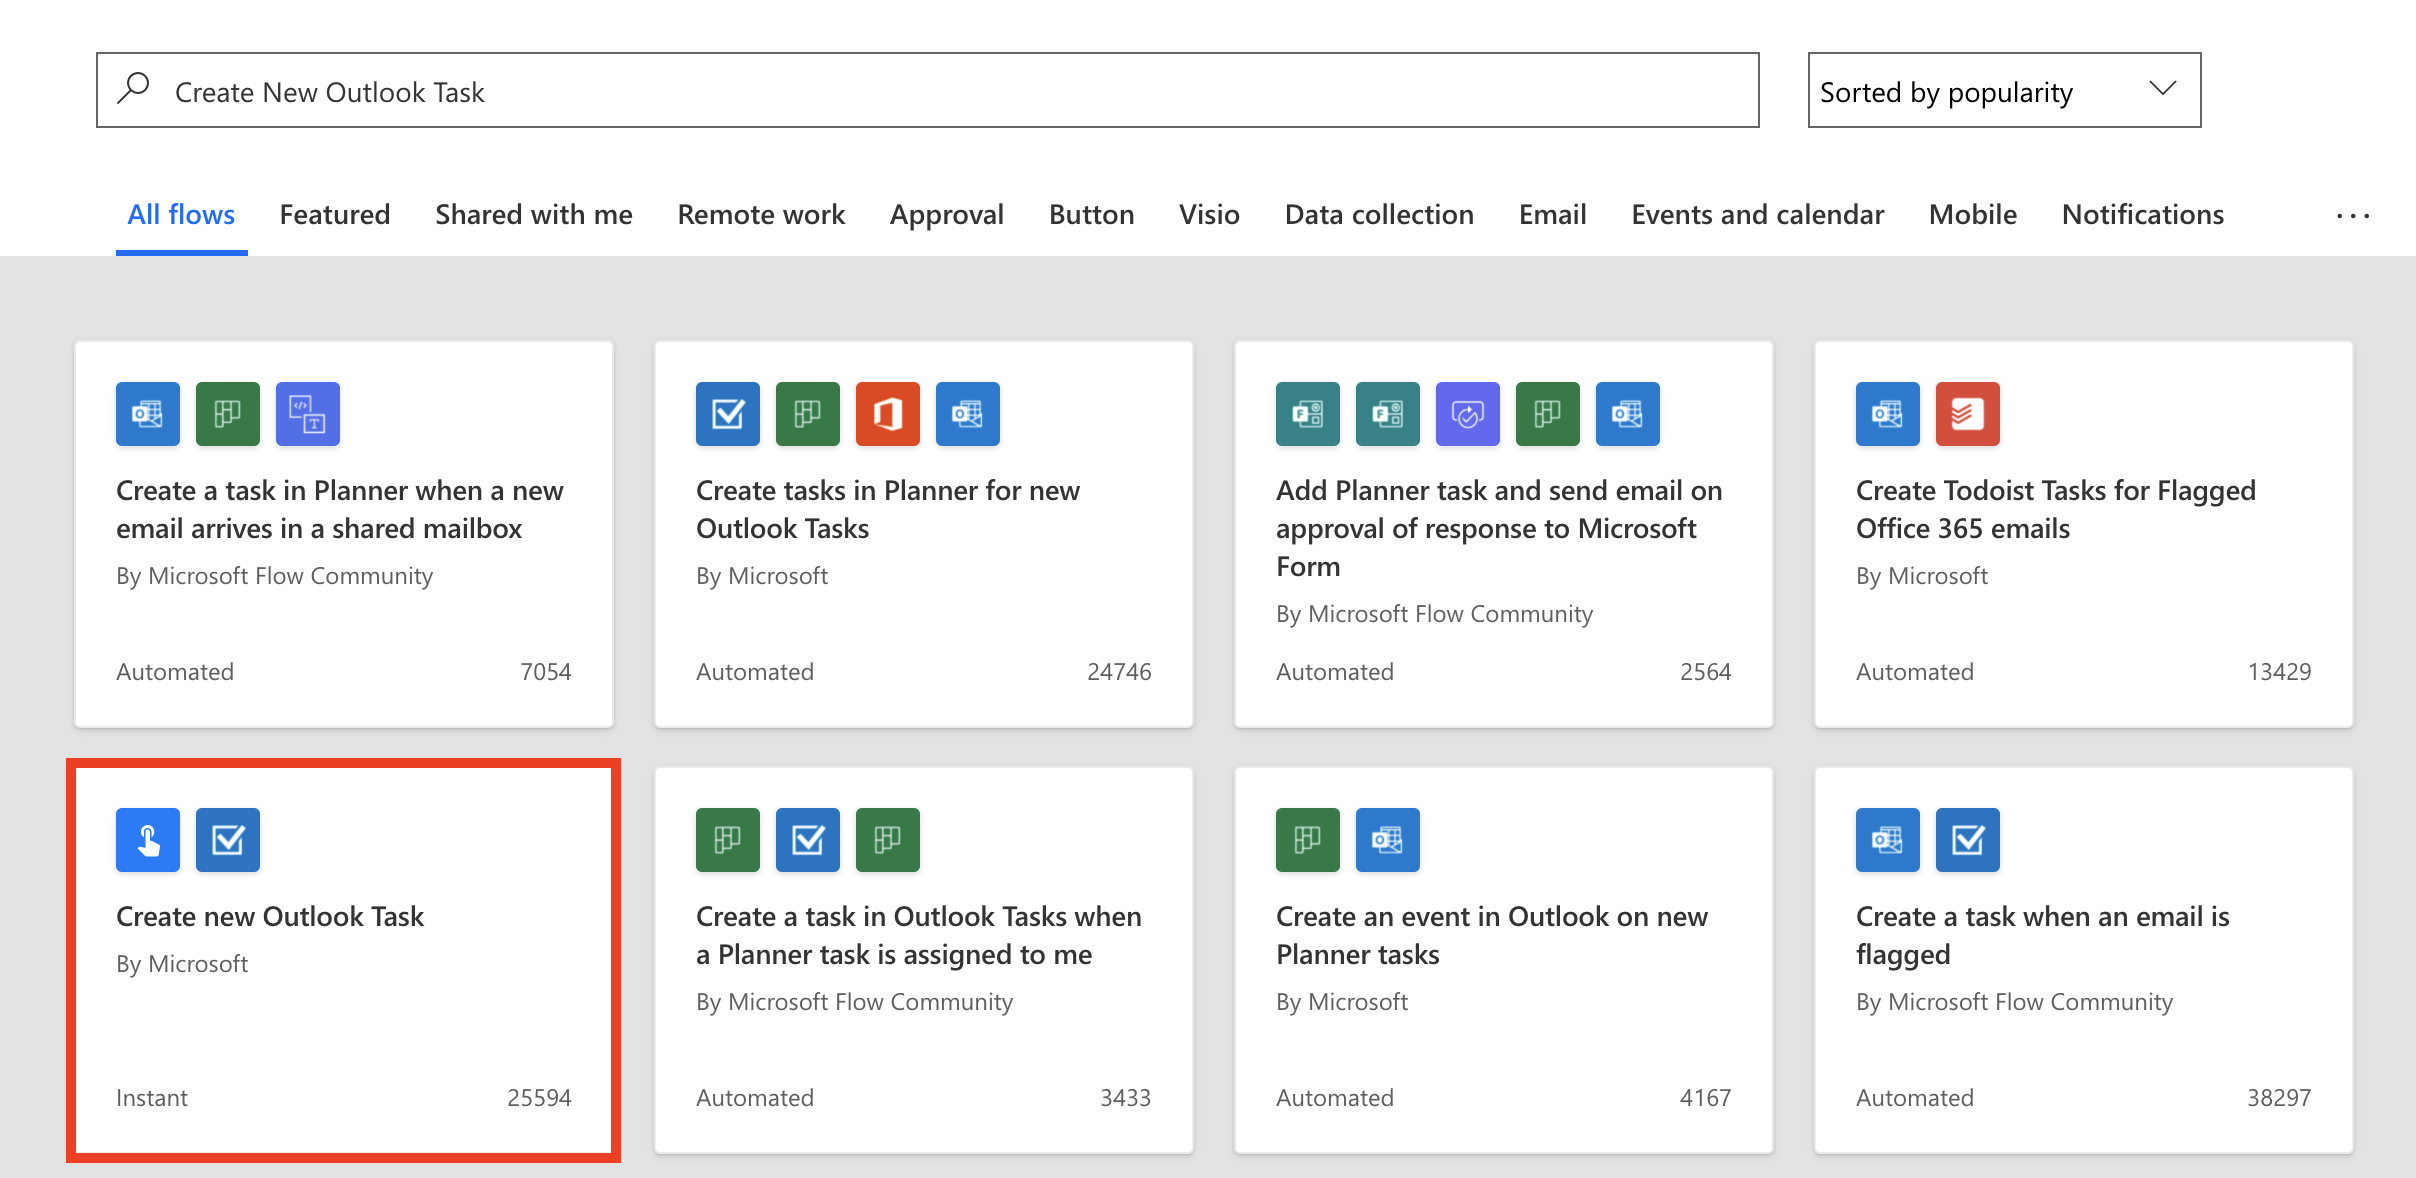 Create New Outlook Task
Sorted by popularity
All flows Featured Shared with me Remote work Approval Button Visio Data collection Email Events and calendar Mobile Notifications ...
Create a task in Planner when a new
email arrives in a shared mailbox
By Microsoft Flow Community
Automated 7054
Create tasks in Planner for new
Outlook Tasks
By Microsoft
Automated 24746
Add Planner task and send email on
approval of response to Microsoft
Form
By Microsoft Flow Community
Automated 2564
Create Todoist Tasks for Flagged
Office 365 emails
By Microsoft
Automated 13429
Create new Outlook Task
By Microsoft
Instant 25594
Create a task in Outlook Tasks when
a Planner task is assigned to me
By Microsoft Flow Community
Automated 3433
Create an event in Outlook on new
Planner tasks
By Microsoft
Automated 4167
Create a task when an email is
flagged
By Microsoft Flow Community
Automated 38297